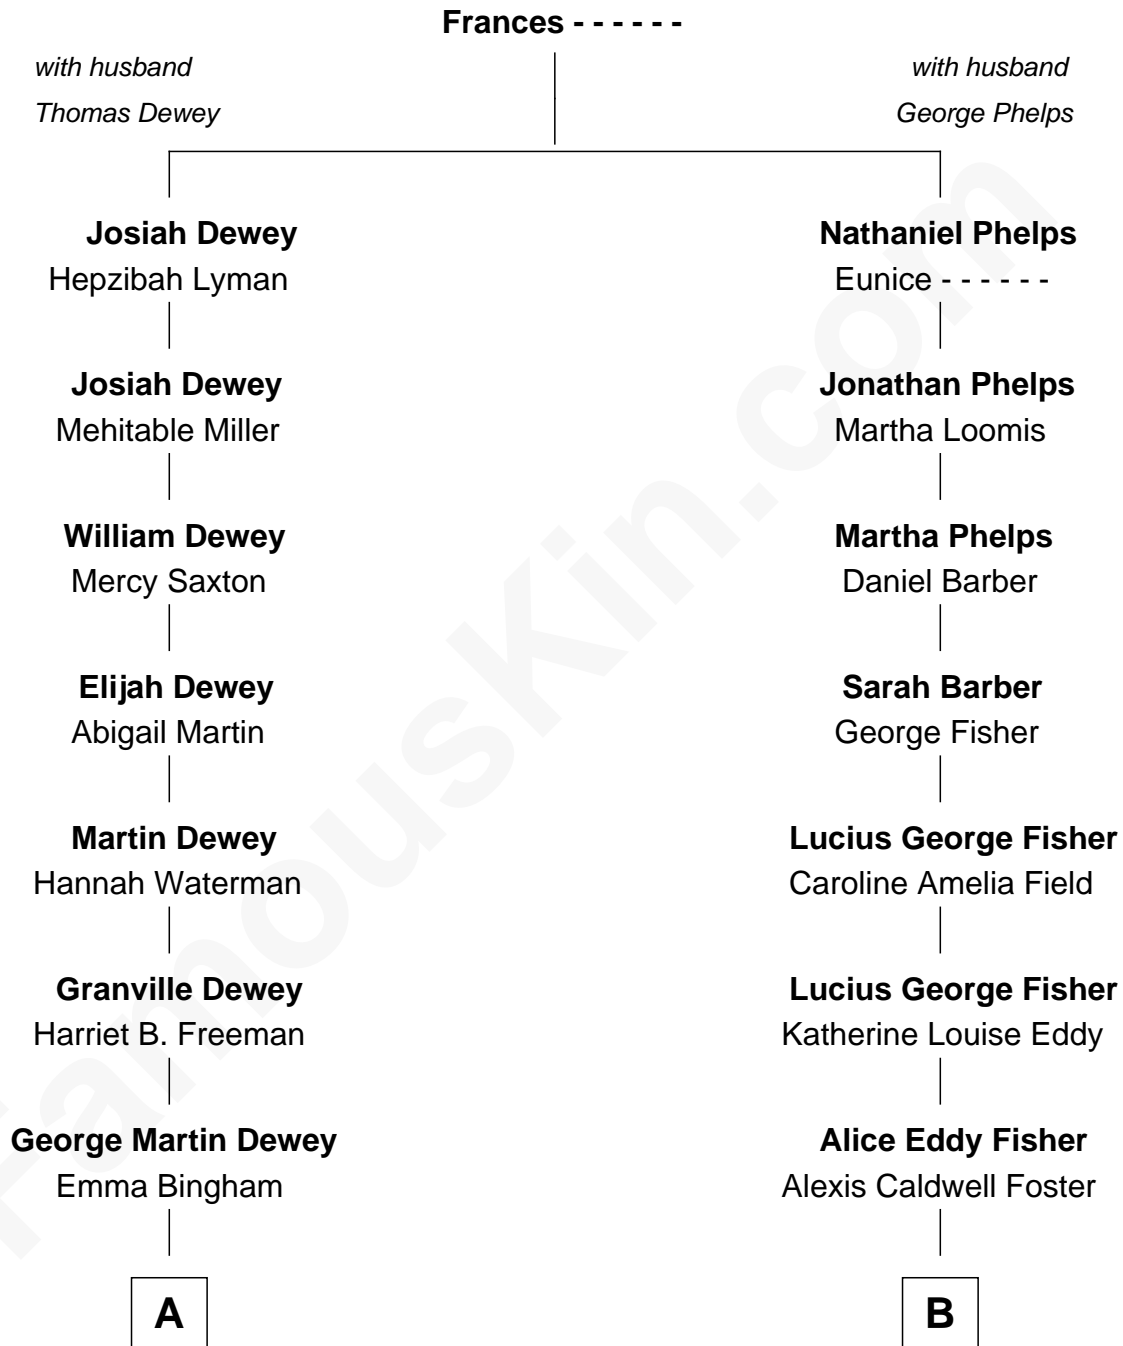 Frances - - - - - -
with husband
Thomas Dewey
with husband
George Phelps
Josiah Dewey
Hepzibah Lyman
Nathaniel Phelps
Eunice - - - - - -
Josiah Dewey
Mehitable Miller
Jonathan Phelps
Martha Loomis
William Dewey
Mercy Saxton
Martha Phelps
Daniel Barber
Elijah Dewey
Abigail Martin
Sarah Barber
George Fisher
Martin Dewey
Hannah Waterman
Lucius George Fisher
Caroline Amelia Field
Granville Dewey
Harriet B. Freeman
Lucius George Fisher
Katherine Louise Eddy
George Martin Dewey
Emma Bingham
Alice Eddy Fisher
Alexis Caldwell Foster
A
B
FamousKin.com